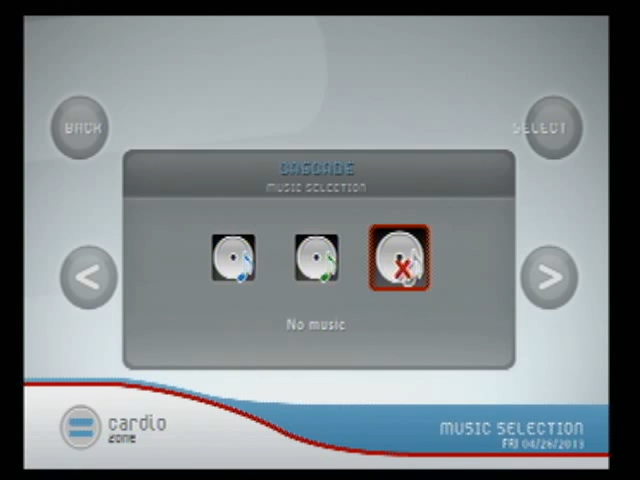 BACK
SELECT
CASCADE
MUSIC SELECTION
No music
cardio
zone
MUSIC SELECTION
FRI 04/26/2013